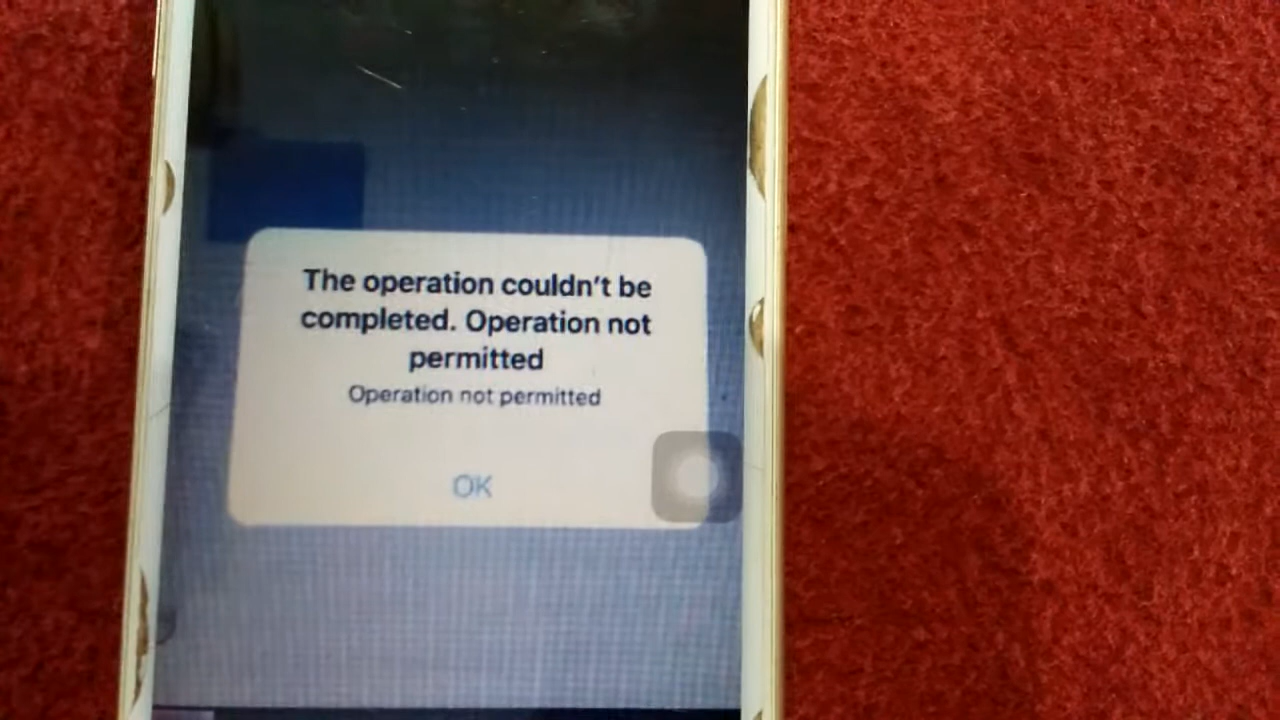 The operation couldn't be
completed. Operation not
permitted
Operation not permitted
OK